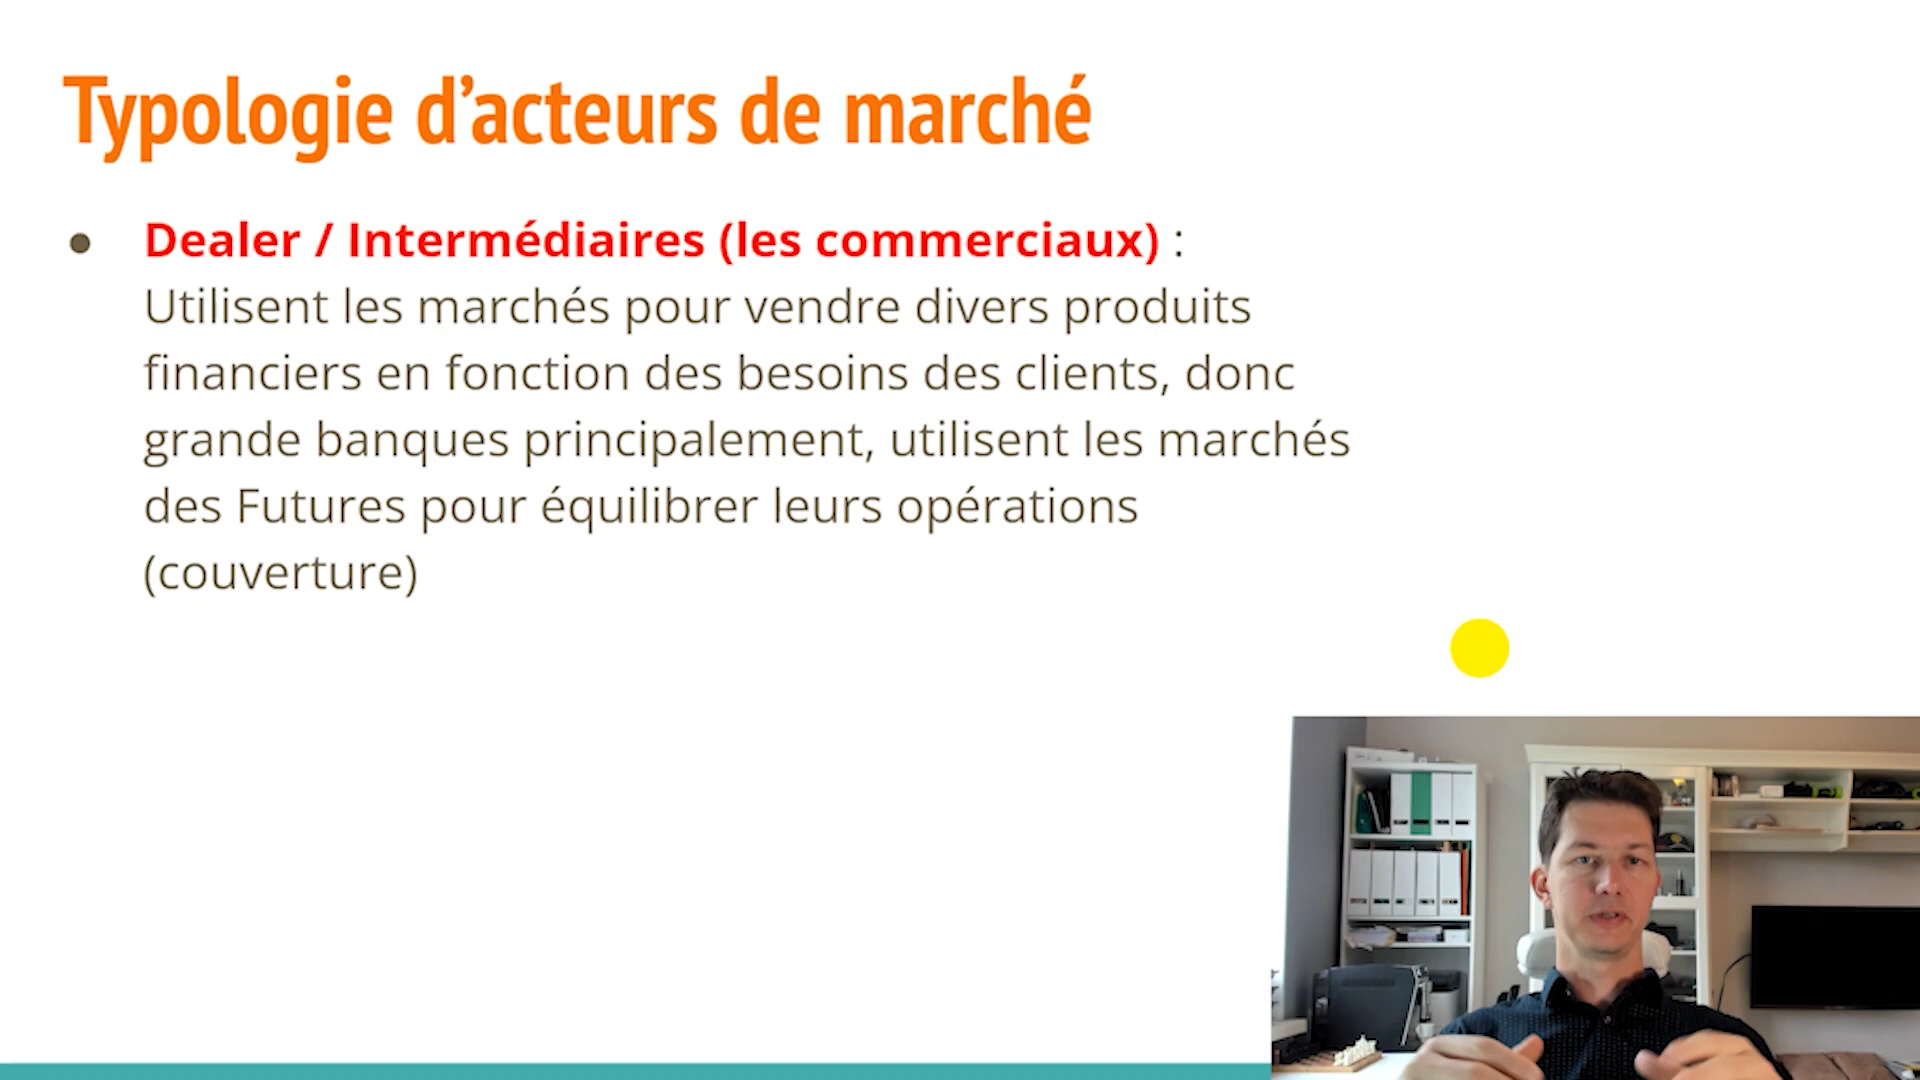 Typologie d’acteurs de marché
● Dealer / Intermédiaires (les commerciaux) :
Utilisent les marchés pour vendre divers produits
financiers en fonction des besoins des clients, donc
grande banques principalement, utilisent les marchés
des Futures pour équilibrer leurs opérations
(couverture)